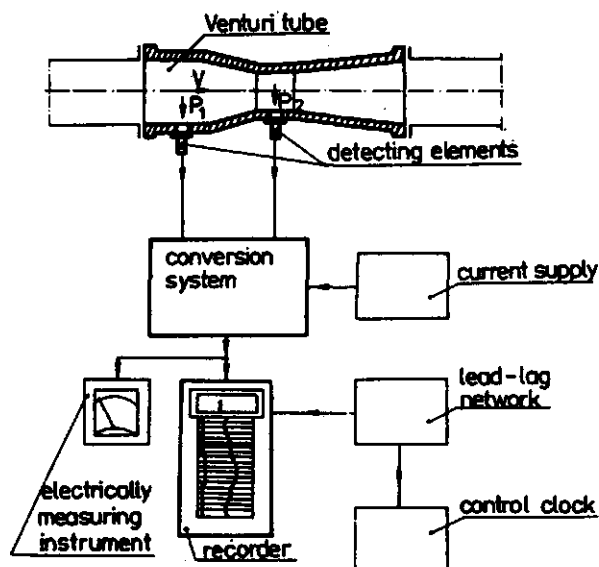 Venturi tube
V
P1
P2
detecting elements
conversion
system
current supply
lead-lag
network
electrically
measuring
instrument
recorder
control clock